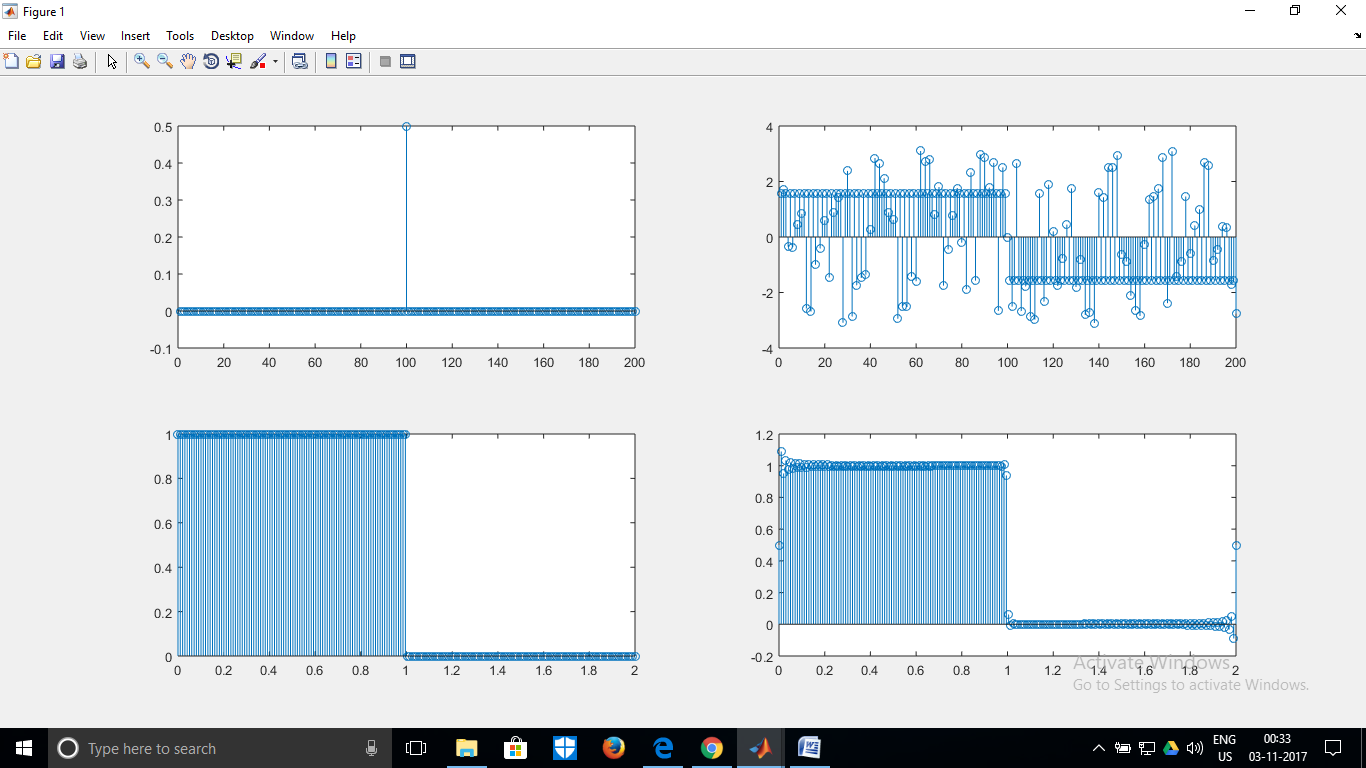 Figure 1
File Edit View Insert Tools Desktop Window Help
0.5
0.4
0.3
0.2
0.1
0
-0.1
0 20 40 60 80 100 120 140 160 180 200
4
2
0
-2
-4
0 20 40 60 80 100 120 140 160 180 200
1
0.8
0.6
0.4
0.2
0
0 0.2 0.4 0.6 0.8 1 1.2 1.4 1.6 1.8 2
1.2
1
0.8
0.6
0.4
0.2
0
-0.2
0 0.2 0.4 0.6 0.8 1 1.2 1.4 1.6 1.8 2
Activate Windows
Go to Settings to activate Windows.
Type here to search
ENG
US
00:33
03-11-2017